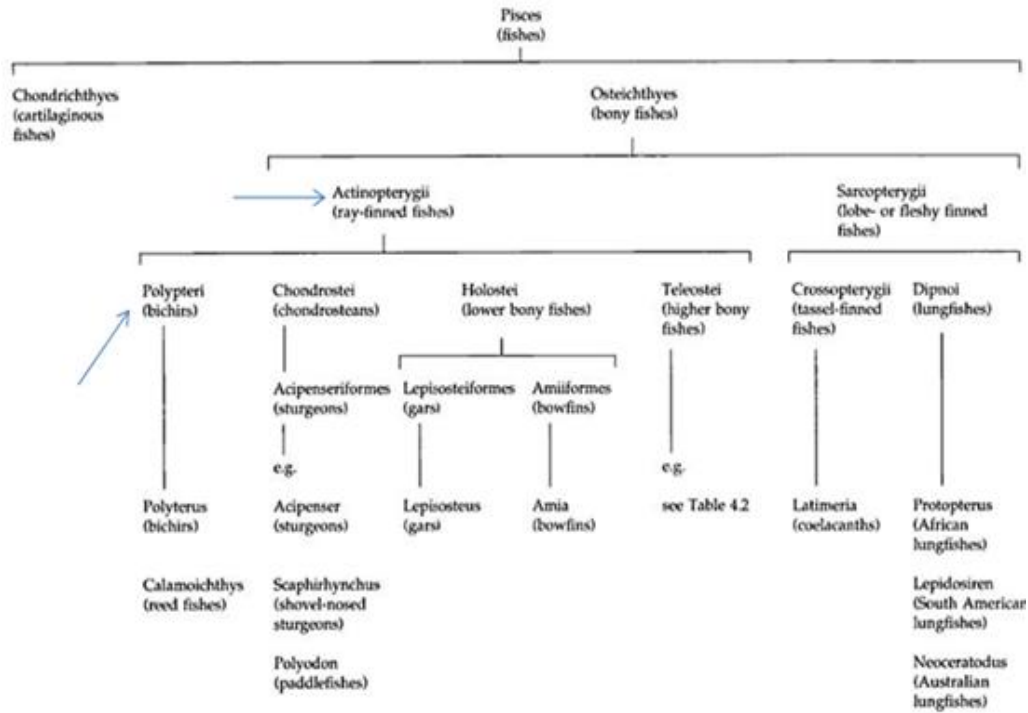 Pisces
(fishes)
Chondrichthyes
(cartilaginous
fishes)
Osteichthyes
(bony fishes)
Actinopterygii
(ray-finned fishes)
Sarcopterygii
(lobe- or fleshy finned
fishes)
Polypteri
(bichirs)
Chondrostei
(chondrosteans)
Holostei
(lower bony fishes)
Teleostei
(higher bony
fishes)
Crossopterygii
(tassel-finned
fishes)
Dipnoi
(lungfishes)
Acipenseriformes
(sturgeons)
Lepisosteiformes
(gars)
Amiiformes
(bowfins)
e.g.
e.g.
Polyterus
(bichirs)
Acipenser
(sturgeons)
Lepisosteus
(gars)
Amia
(bowfins)
see Table 4.2
Latimeria
(coelacanths)
Protopterus
(African
lungfishes)
Calamoichthys
(reed fishes)
Scaphirhynchus
(shovel-nosed
sturgeons)
Lepidosiren
(South American
lungfishes)
Polyodon
(paddlefishes)
Neoceratodus
(Australian
lungfishes)